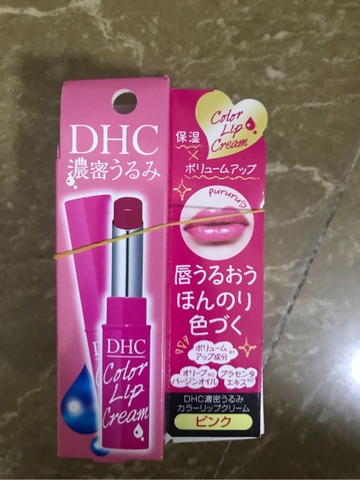 DHC
濃密うるみ
DHC
Color
Lip
Cream
Color
Lip
Cream
保湿
×
ボリュームアップ
pururu
唇うるおう
ほんのり
色づく
ボリューム
アップ成分
オリーブ
バージンオイル
プラセンタ
エキス
DHC濃密うるみ
カラーリップクリーム
ピンク